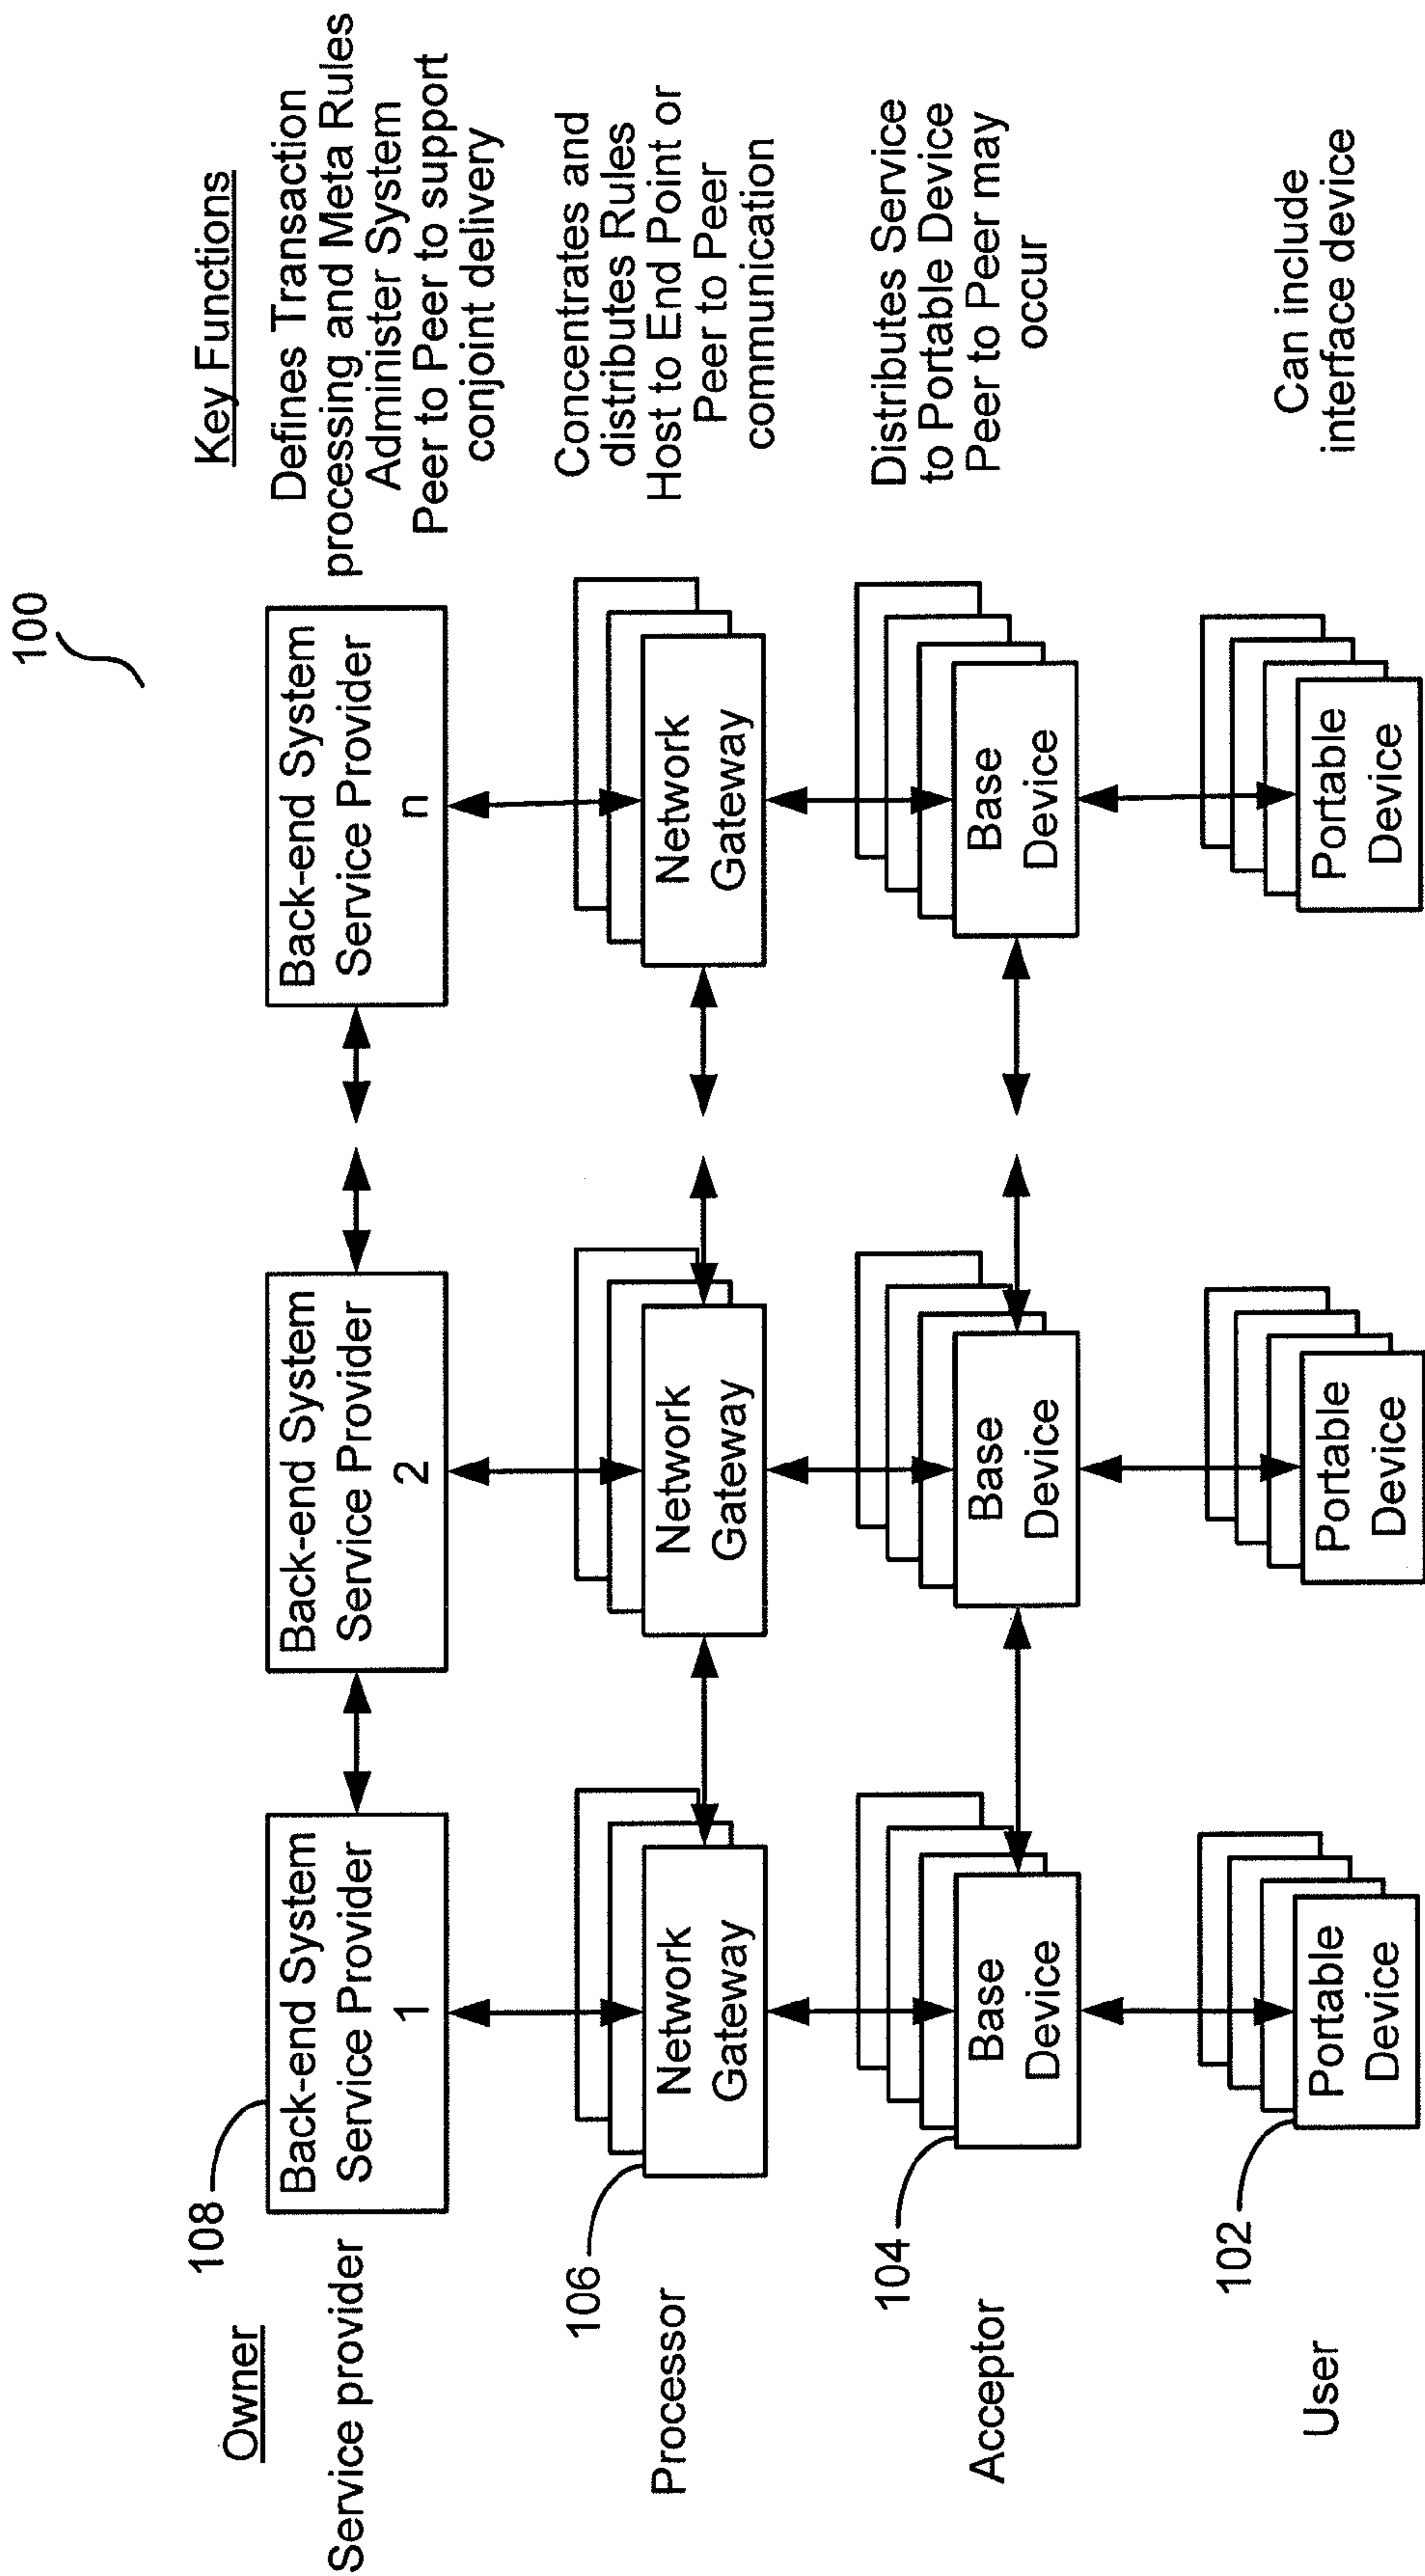 100
Owner
Key Functions
Service provider
108
Back-end System
Service Provider
1
Back-end System
Service Provider
2
Back-end System
Service Provider
n
Defines Transaction
processing and Meta Rules
Administer System
Peer to Peer to support
conjoint delivery
Processor
106
Network
Gateway
Network
Gateway
Network
Gateway
Concentrates and
distributes Rules
Host to End Point or
Peer to Peer
communication
Acceptor
104
Base
Device
Base
Device
Base
Device
Distributes Service
to Portable Device
Peer to Peer may
occur
User
102
Portable
Device
Portable
Device
Portable
Device
Can include
interface device